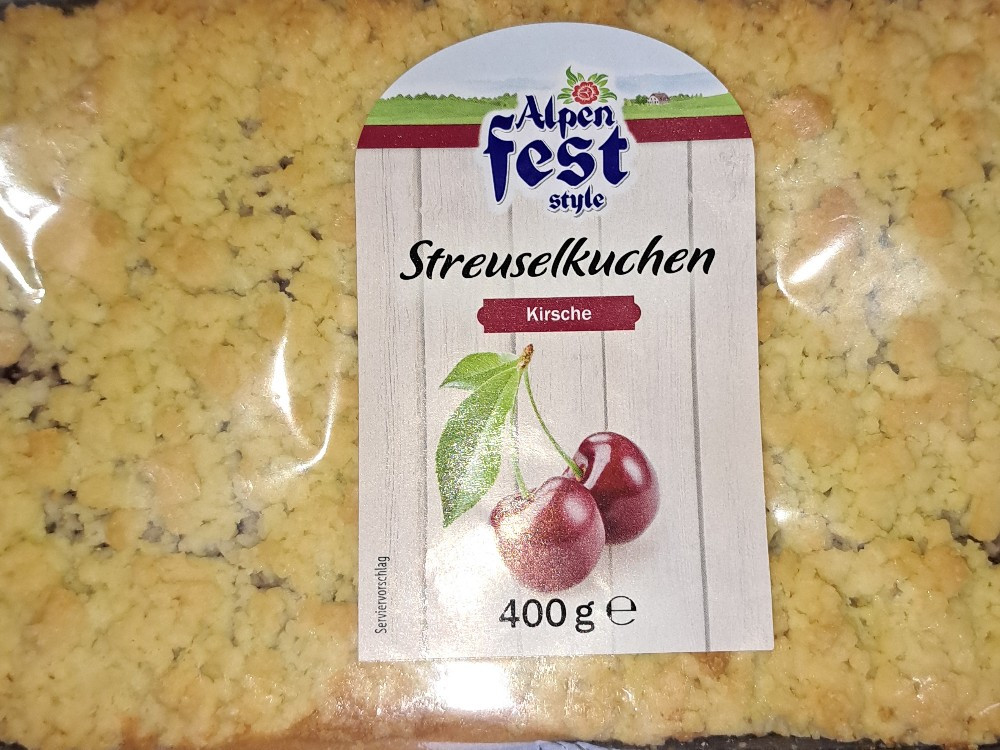 Alpen
fest
style
Streuselkuchen
Kirsche
Serviervorschlag
400 g ℮